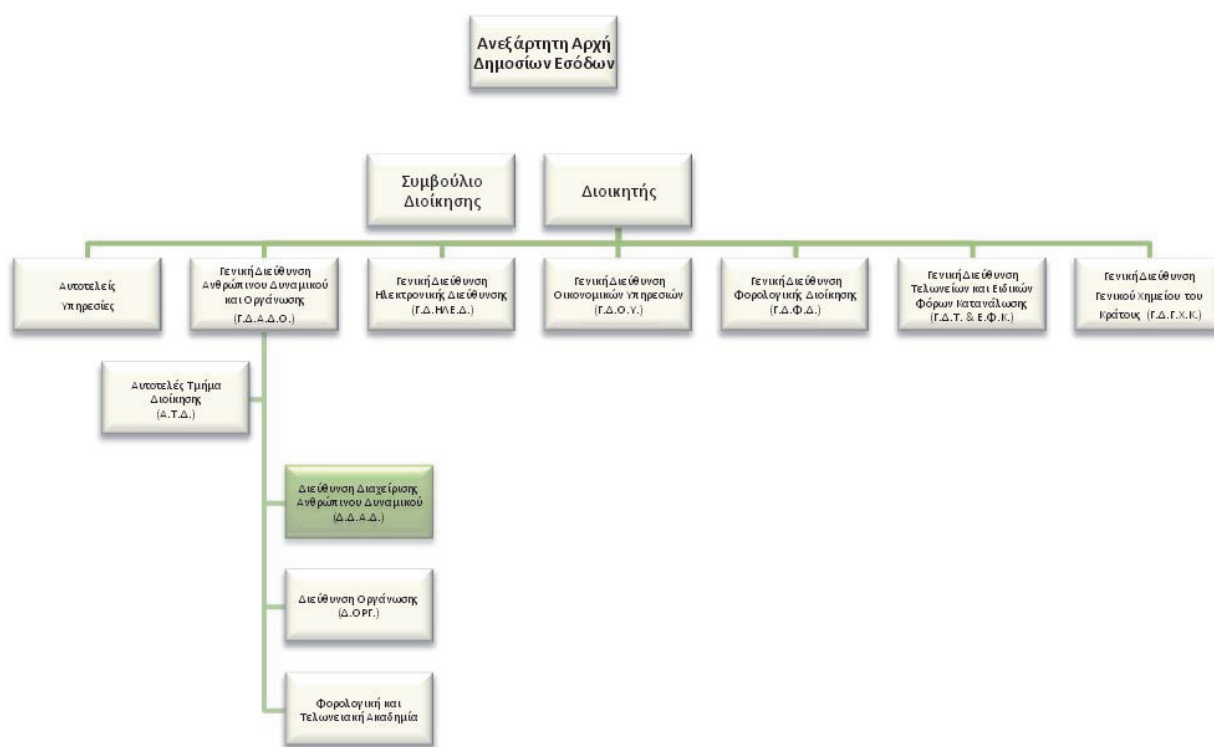 Ανεξάρτητη Αρχή
Δημοσίων Εσόδων
Συμβούλιο
Διοίκησης
Διοικητής
Αυτοτελείς
Υπηρεσίες
Γενική Διεύθυνση
Ανθρώπινου Δυναμικού
και Οργάνωσης
(Γ.Δ.Α.Δ.Ο.)
Γενική Διεύθυνση
Ηλεκτρονικής Διεύθυνσης
(Γ.Δ.ΗΛΕ.Δ.)
Γενική Διεύθυνση
Οικονομικών Υπηρεσιών
(Γ.Δ.Ο.Υ.)
Γενική Διεύθυνση
Φορολογικής Διοίκησης
(Γ.Δ.Φ.Δ.)
Γενική Διεύθυνση
Τελωνείων και Ειδικών
Φόρων Κατανάλωσης
(Γ.Δ.Τ. & Ε.Φ.Κ.)
Γενική Διεύθυνση
Γενικού Χημείου του
Κράτους (Γ.Δ.Γ.Χ.Κ.)
Αυτοτελές Τμήμα
Διοίκησης
(Α.Τ.Δ.)
Διεύθυνση Διαχείρισης
Ανθρώπινου Δυναμικού
(Δ.Δ.Α.Δ.)
Διεύθυνση Οργάνωσης
(Δ.ΟΡΓ.)
Φορολογική και
Τελωνειακή Ακαδημία